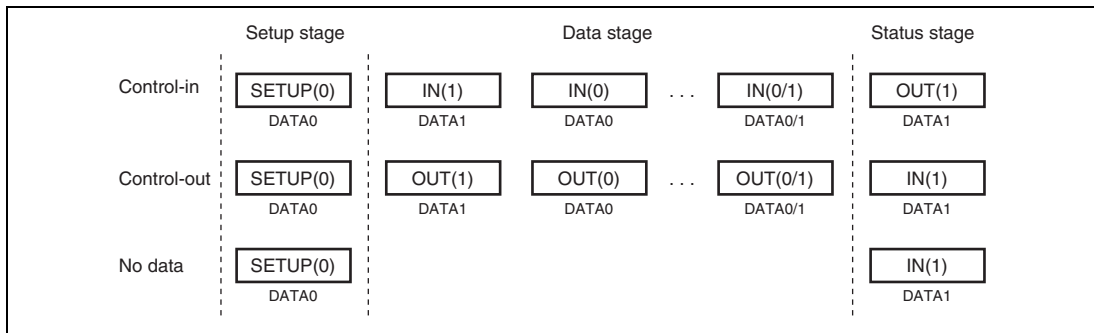 Setup stage Data stage Status stage
Control-in SETUP(0) IN(1) IN(0) . . . IN(0/1) OUT(1)
DATA0 DATA1 DATA0 DATA0/1 DATA1
Control-out SETUP(0) OUT(1) OUT(0) . . . OUT(0/1) IN(1)
DATA0 DATA1 DATA0 DATA0/1 DATA1
No data SETUP(0) IN(1)
DATA0 DATA1